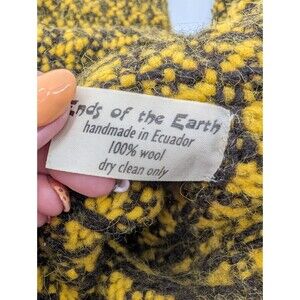 Ends of the Earth
handmade in Ecuador
100% wool
dry clean only